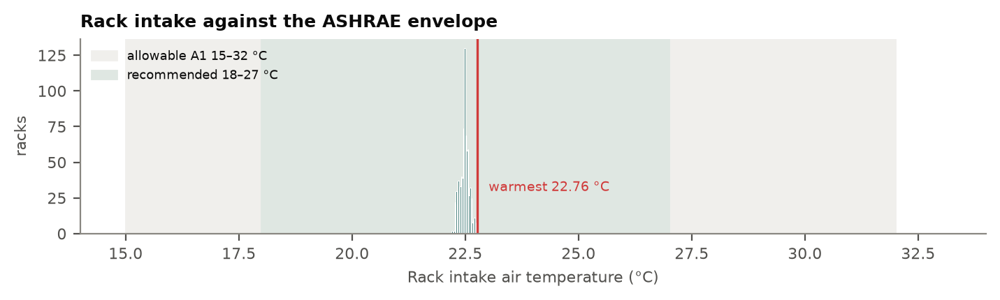 Rack intake against the ASHRAE envelope
allowable A1 15–32 °C
recommended 18–27 °C
125
100
75
50
25
0
racks
warmest 22.76 °C
15.0 17.5 20.0 22.5 25.0 27.5 30.0 32.5
Rack intake air temperature (°C)